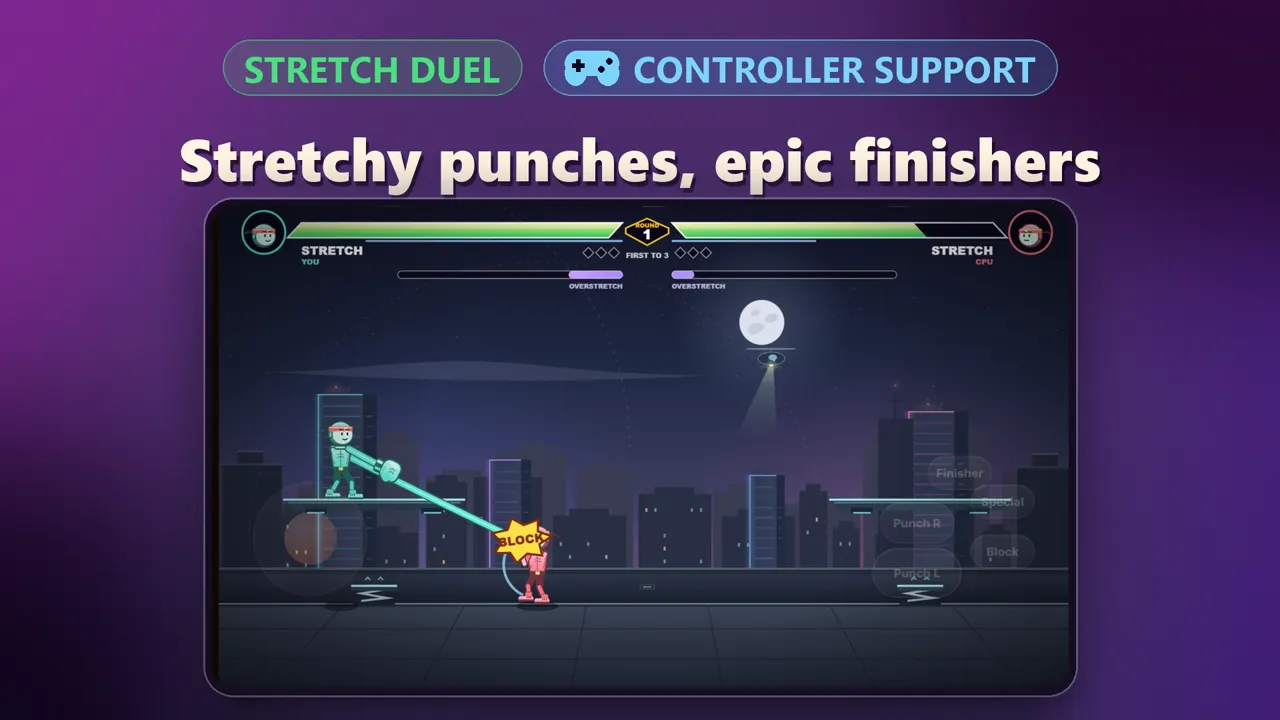 STRETCH DUEL
CONTROLLER SUPPORT
Stretchy punches, epic finishers
ROUND
1
STRETCH
YOU
FIRST TO 3
STRETCH
CPU
OVERSTRETCH
OVERSTRETCH
Finisher
Special
Punch R
BLOCK
Block
Punch L